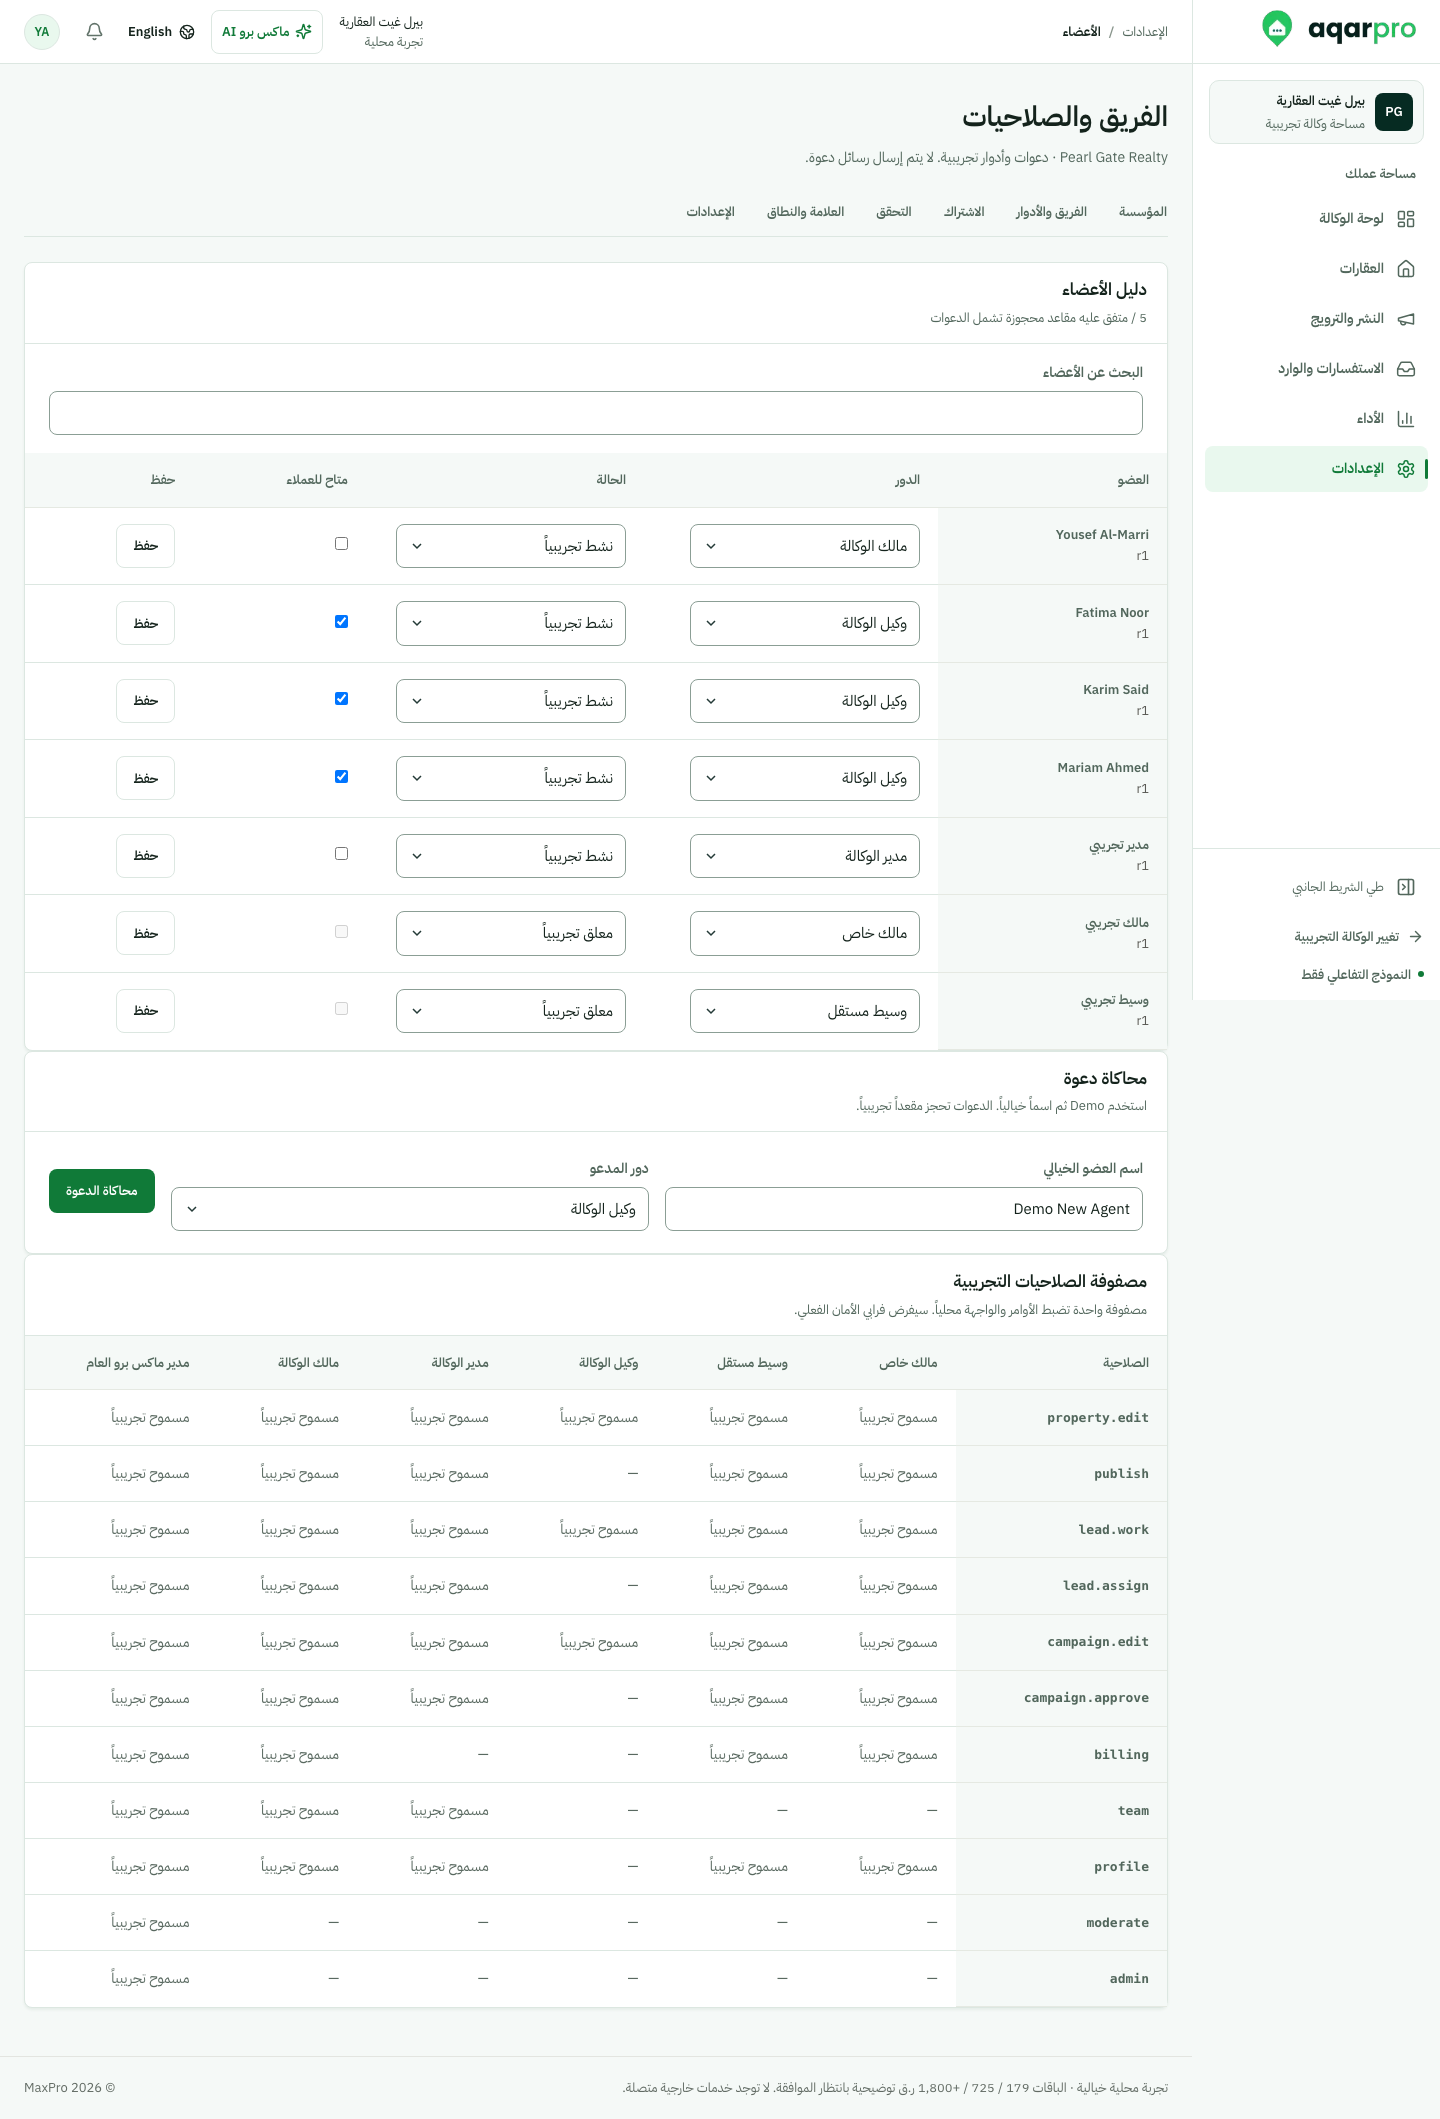 aqarpro
الإعدادات / الأعضاء
بيرل غيت العقارية
تجربة محلية
ماكس برو AI
English
YA
PG
بيرل غيت العقارية
مساحة وكالة تجريبية
مساحة عملك
لوحة الوكالة
العقارات
النشر والترويج
الاستفسارات والوارد
الأداء
الإعدادات
طي الشريط الجانبي
تغيير الوكالة التجريبية
النموذج التفاعلي فقط
الفريق والصلاحيات
Pearl Gate Realty · دعوات وأدوار تجريبية. لا يتم إرسال رسائل دعوة.
المؤسسة الفريق والأدوار الاشتراك التحقق العلامة والنطاق الإعدادات
دليل الأعضاء
5 / متفق عليه مقاعد محجوزة تشمل الدعوات
البحث عن الأعضاء
العضو الدور الحالة متاح للعملاء حفظ
Yousef Al-Marri
r1
مالك الوكالة نشط تجريبياً حفظ
Fatima Noor
r1
وكيل الوكالة نشط تجريبياً حفظ
Karim Said
r1
وكيل الوكالة نشط تجريبياً حفظ
Mariam Ahmed
r1
وكيل الوكالة نشط تجريبياً حفظ
مدير تجريبي
r1
مدير الوكالة نشط تجريبياً حفظ
مالك تجريبي
r1
مالك خاص معلق تجريبياً حفظ
وسيط تجريبي
r1
وسيط مستقل معلق تجريبياً حفظ
محاكاة دعوة
استخدم Demo ثم اسماً خيالياً. الدعوات تحجز مقعداً تجريبياً.
اسم العضو الخيالي دور المدعو
Demo New Agent وكيل الوكالة محاكاة الدعوة
مصفوفة الصلاحيات التجريبية
مصفوفة واحدة تضبط الأوامر والواجهة محلياً. سيفرض فرابي الأمان الفعلي.
الصلاحية مالك خاص وسيط مستقل وكيل الوكالة مدير الوكالة مالك الوكالة مدير ماكس برو العام
property.edit مسموح تجريبياً مسموح تجريبياً مسموح تجريبياً مسموح تجريبياً مسموح تجريبياً مسموح تجريبياً
publish مسموح تجريبياً مسموح تجريبياً — مسموح تجريبياً مسموح تجريبياً مسموح تجريبياً
lead.work مسموح تجريبياً مسموح تجريبياً مسموح تجريبياً مسموح تجريبياً مسموح تجريبياً مسموح تجريبياً
lead.assign مسموح تجريبياً مسموح تجريبياً — مسموح تجريبياً مسموح تجريبياً مسموح تجريبياً
campaign.edit مسموح تجريبياً مسموح تجريبياً مسموح تجريبياً مسموح تجريبياً مسموح تجريبياً مسموح تجريبياً
campaign.approve مسموح تجريبياً مسموح تجريبياً — مسموح تجريبياً مسموح تجريبياً مسموح تجريبياً
billing مسموح تجريبياً مسموح تجريبياً — — مسموح تجريبياً مسموح تجريبياً
team — — — مسموح تجريبياً مسموح تجريبياً مسموح تجريبياً
profile مسموح تجريبياً مسموح تجريبياً — مسموح تجريبياً مسموح تجريبياً مسموح تجريبياً
moderate — — — — — مسموح تجريبياً
admin — — — — — مسموح تجريبياً
تجربة محلية خيالية · الباقات 179 / 725 / 1,800+ ر.ق توضيحية بانتظار الموافقة. لا توجد خدمات خارجية متصلة.
© 2026 MaxPro